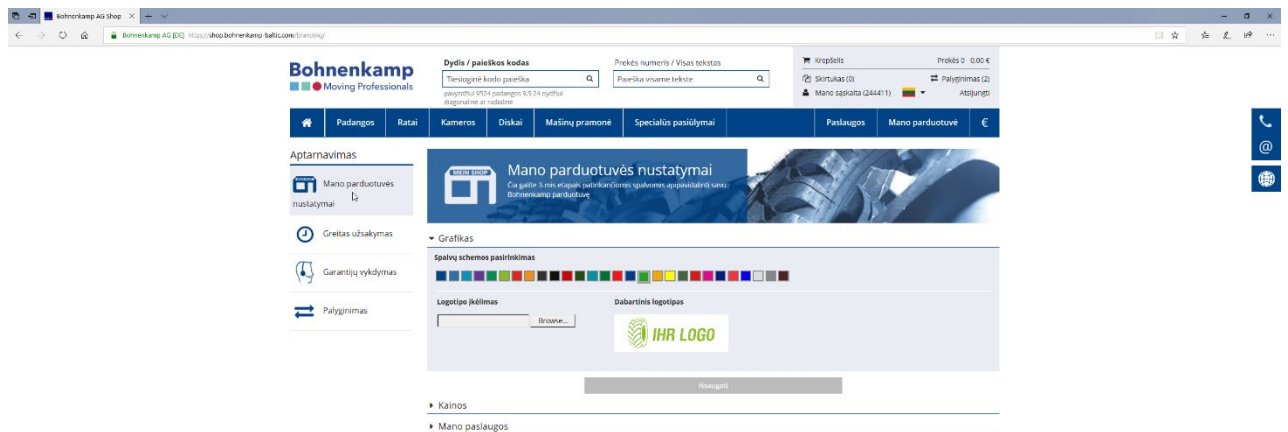 Bohnenkamp AG Shop
Bohnenkamp AG [DE] https://shop.bohnenkamp-baltic.com/branding/
Bohnenkamp
Moving Professionals
Dydis / paieškos kodas
Tiesioginė kodo paieška
pavyzdžiui 9524 padangos 9,5 24 dydžiui
diagonalinė ar radialinė
Prekės numeris / Visas tekstas
Paieška visame tekste
Krepšelis Prekės 0 0.00 €
Skirtukas (0) Palyginimas (2)
Mano sąskaita (244411) Atsijungti
Padangos Ratai Kameros Diskai Mašinų pramonė Specialūs pasiūlymai Paslaugos Mano parduotuvė €
Aptarnavimas
Mano parduotuvės
nustatymai
Greitas užsakymas
Garantijų vykdymas
Palyginimas
MEIN SHOP
Mano parduotuvės nustatymai
Čia galite 3-mis etapais patinkančiomis spalvomis apipavidalinti savo
Bohnenkamp parduotuvę
Grafikas
Spalvų schemos pasirinkimas
Logotipo įkėlimas
Browse...
Dabartinis logotipas
IHR LOGO
Išsaugoti
Kainos
Mano paslaugos
@